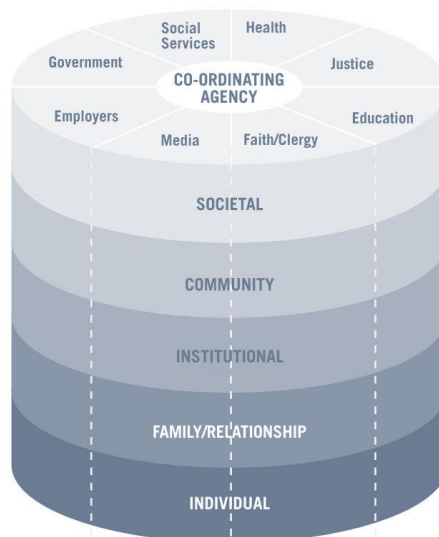 Social
Services
Health
Government
Justice
CO-ORDINATING
AGENCY
Employers
Education
Media
Faith/Clergy
SOCIETAL
COMMUNITY
INSTITUTIONAL
FAMILY/RELATIONSHIP
INDIVIDUAL